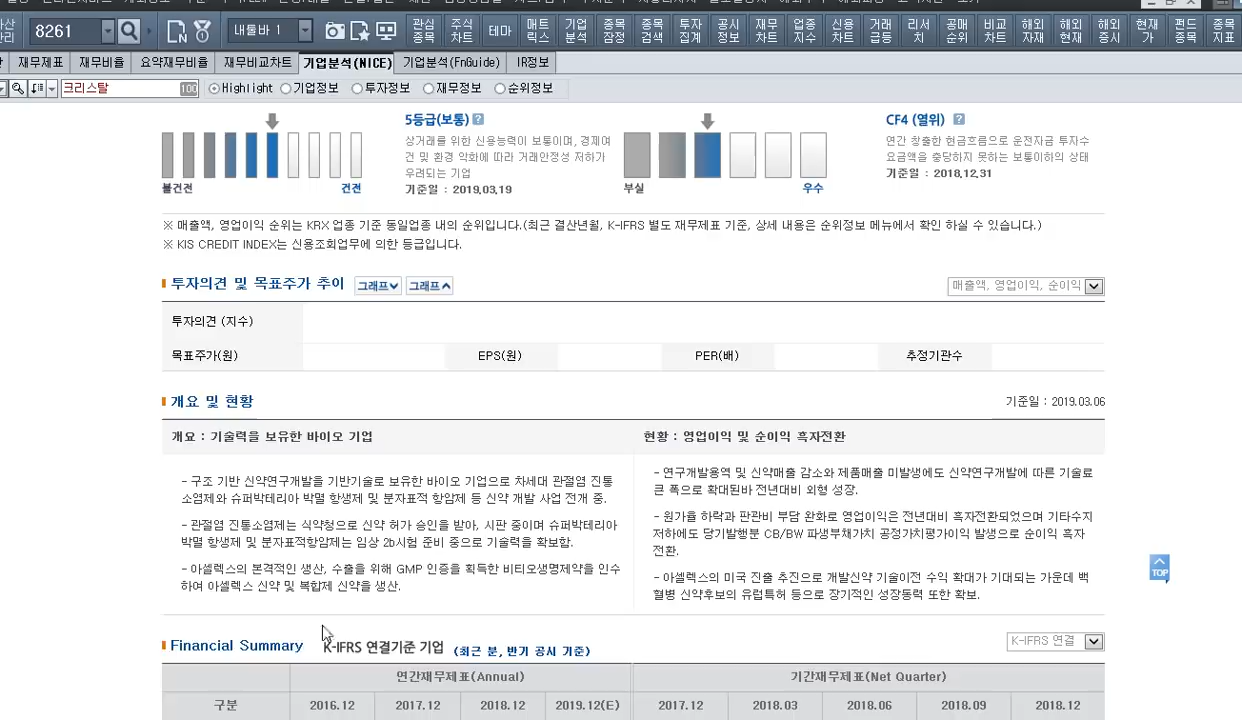 산
관리
8261
내툴바 1
관심
종목
주식
차트
테마
매트
릭스
기업
분석
종목
잠정
종목
검색
투자
집계
공시
정보
재무
차트
업종
지수
신용
차트
거래
급등
리서
치
공매
순위
비교
차트
해외
자재
해외
현재
해외
증시
현재
가
펀드
종목
종목
지표
재무제표
재무비율
요약재무비율
재무비교차트
기업분석(NICE)
기업분석(FnGuide)
IR정보
크리스탈
100
Highlight
기업정보
투자정보
재무정보
순위정보
불건전
건전
5등급(보통) ?
상거래를 위한 신용능력이 보통이며, 경제여
건 및 환경 악화에 따라 거래안정성 저하가
우려되는 기업
기준일 : 2019.03.19
부실
우수
CF4 (열위) ?
연간 창출한 현금흐름으로 운전자금 투자수
요금액을 충당하지 못하는 보통이하의 상태
기준일 : 2018.12.31
※ 매출액, 영업이익 순위는 KRX 업종 기준 동일업종 내의 순위입니다.(최근 결산년월, K-IFRS 별도 재무제표 기준, 상세 내용은 순위정보 메뉴에서 확인 하실 수 있습니다.)
※ KIS CREDIT INDEX는 신용조회업무에 의한 등급입니다.
투자의견 및 목표주가 추이
그래프
그래프
매출액, 영업이익, 순이익
투자의견 (지수)
목표주가(원)
EPS(원)
PER(배)
추정기관수
개요 및 현황
기준일 : 2019.03.06
개요 : 기술력을 보유한 바이오 기업
현황 : 영업이익 및 순이익 흑자전환
- 구조 기반 신약연구개발을 기반기술로 보유한 바이오 기업으로 차세대 관절염 진통
소염제와 슈퍼박테리아 박멸 항생제 및 분자표적 항암제 등 신약 개발 사업 전개 중.
- 관절염 진통소염제는 식약청으로 신약 허가 승인을 받아, 시판 중이며 슈퍼박테리아
박멸 항생제 및 분자표적항암제는 임상 2b시험 준비 중으로 기술력을 확보함.
- 아셀렉스의 본격적인 생산, 수출을 위해 GMP 인증을 획득한 비티오생명제약을 인수
하여 아셀렉스 신약 및 복합제 신약을 생산.
- 연구개발용역 및 신약매출 감소와 제품매출 미발생에도 신약연구개발에 따른 기술료
큰 폭으로 확대된바 전년대비 외형 성장.
- 원가율 하락과 판관비 부담 완화로 영업이익은 전년대비 흑자전환되었으며 기타수지
저하에도 당기발행분 CB/BW 파생부채가치 공정가치평가이익 발생으로 순이익 흑자
전환.
- 아셀렉스의 미국 진출 추진으로 개발신약 기술이전 수익 확대가 기대되는 가운데 백
혈병 신약후보의 유럽특허 등으로 장기적인 성장동력 또한 확보.
TOP
Financial Summary
K-IFRS 연결기준 기업
(최근 분, 반기 공시 기준)
K-IFRS 연결
연간재무제표(Annual)
기간재무제표(Net Quarter)
구분
2016.12
2017.12
2018.12
2019.12(E)
2017.12
2018.03
2018.06
2018.09
2018.12